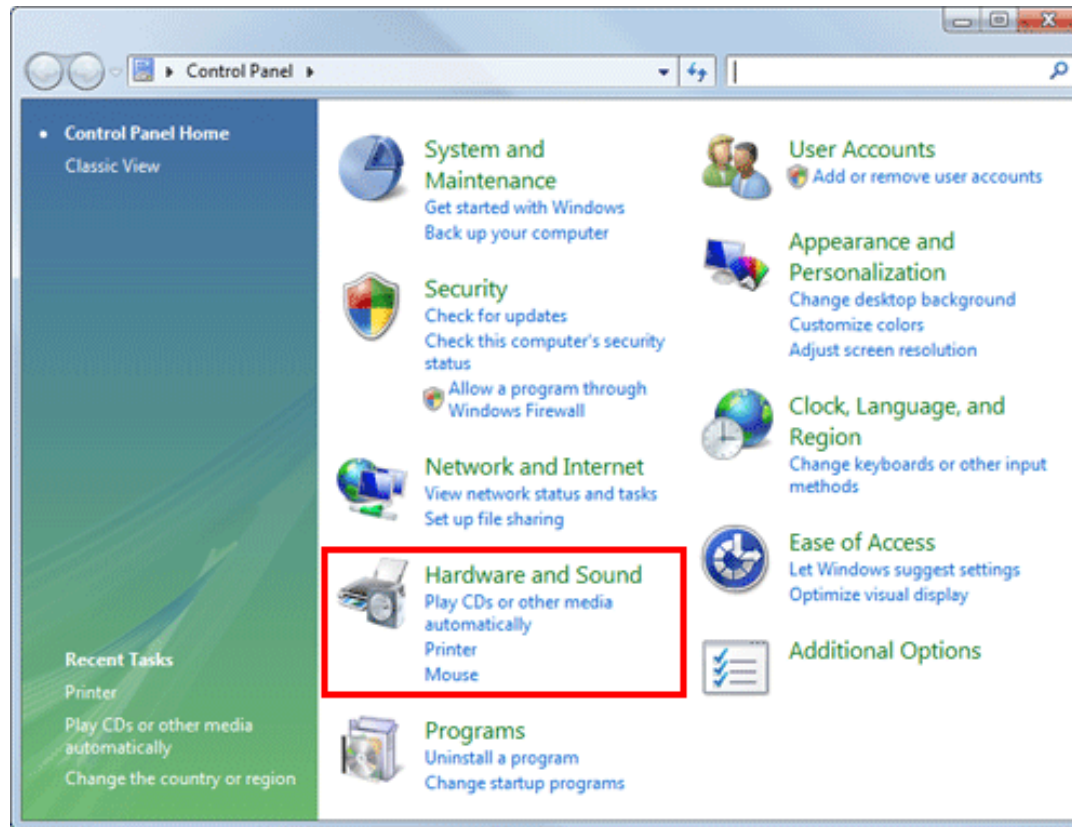 Control Panel
Control Panel Home
Classic View
Recent Tasks
Printer
Play CDs or other media
automatically
Change the country or region
System and
Maintenance
Get started with Windows
Back up your computer
Security
Check for updates
Check this computer's security
status
Allow a program through
Windows Firewall
Network and Internet
View network status and tasks
Set up file sharing
Hardware and Sound
Play CDs or other media
automatically
Printer
Mouse
Programs
Uninstall a program
Change startup programs
User Accounts
Add or remove user accounts
Appearance and
Personalization
Change desktop background
Customize colors
Adjust screen resolution
Clock, Language, and
Region
Change keyboards or other input
methods
Ease of Access
Let Windows suggest settings
Optimize visual display
Additional Options